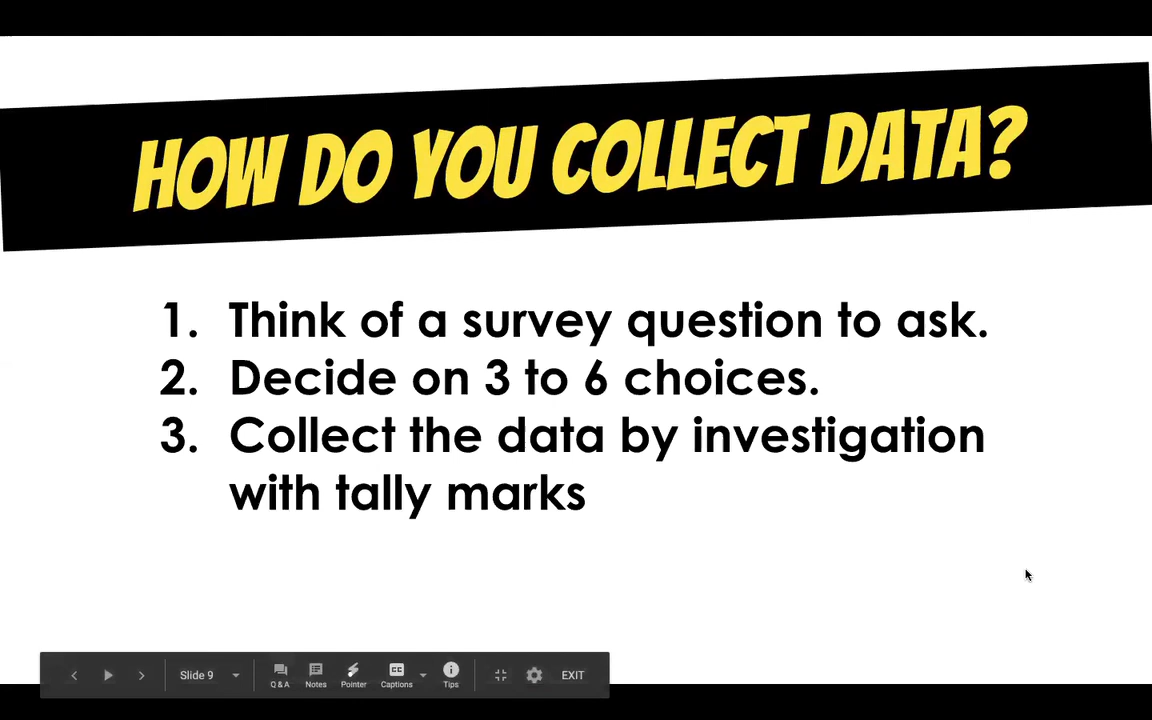 HOW DO YOU COLLECT DATA?
1. Think of a survey question to ask.
2. Decide on 3 to 6 choices.
3. Collect the data by investigation
with tally marks
Slide 9
Q & A
Notes
Pointer
Captions
Tips
EXIT